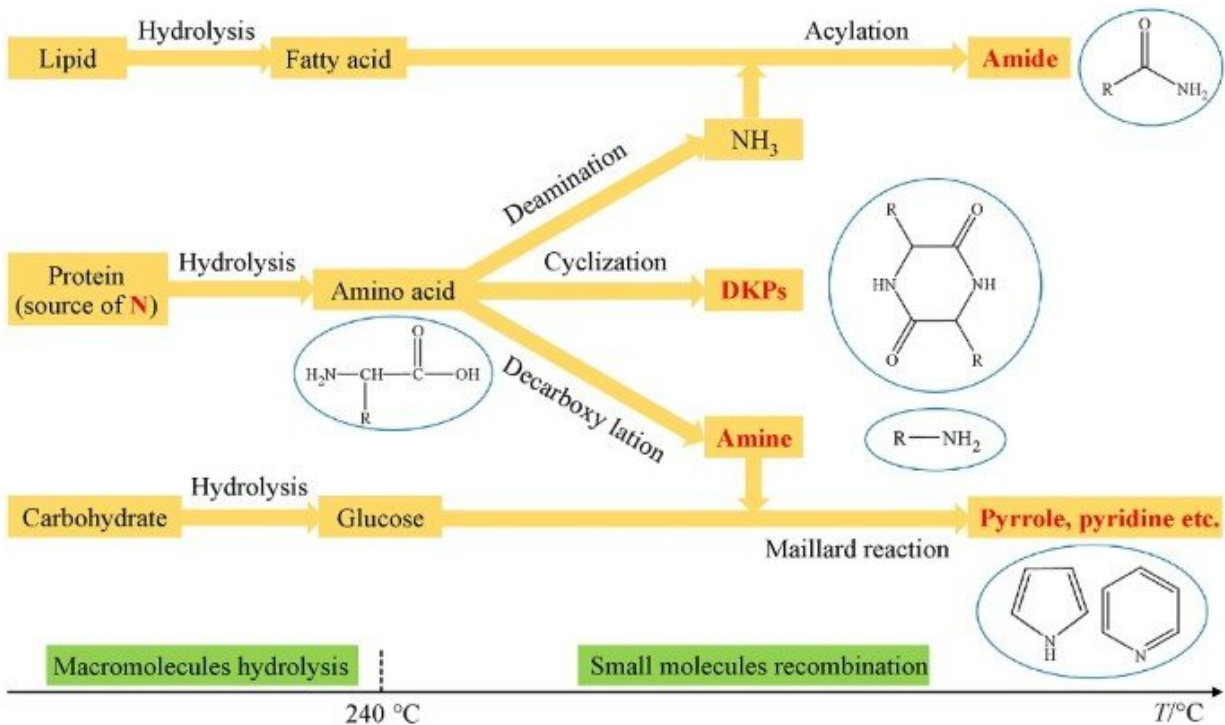 Hydrolysis
Acylation
Lipid
Fatty acid
Amide
O
R
NH2
NH3
Deamination
R
O
Protein
(source of N)
Hydrolysis
Amino acid
Cyclization
DKPs
HN
NH
O
R
O
H2N—CH—C—OH
R
Decarboxy lation
Amine
R—NH2
Carbohydrate
Hydrolysis
Glucose
Pyrrole, pyridine etc.
Maillard reaction
N
H
N
Macromolecules hydrolysis
Small molecules recombination
240 °C
T/°C